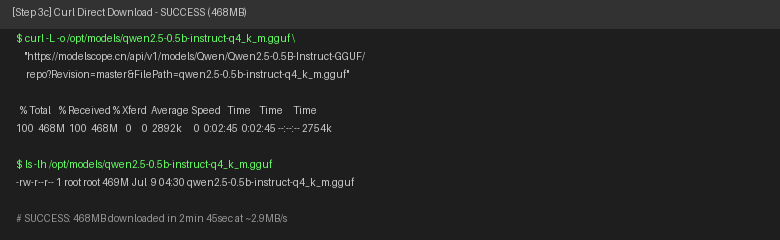 [Step 3c] Curl Direct Download - SUCCESS (468MB)
$ curl -L -o /opt/models/qwen2.5-0.5b-instruct-q4_k_m.gguf \
"https://modelscope.cn/api/v1/models/Qwen/Qwen2.5-0.5B-Instruct-GGUF/
repo?Revision=master&FilePath=qwen2.5-0.5b-instruct-q4_k_m.gguf"
% Total % Received % Xferd Average Speed Time Time Time
100 468M 100 468M 0 0 2892k 0 0:02:45 0:02:45 --:--:-- 2754k
$ ls -lh /opt/models/qwen2.5-0.5b-instruct-q4_k_m.gguf
-rw-r--r-- 1 root root 469M Jul 9 04:30 qwen2.5-0.5b-instruct-q4_k_m.gguf
# SUCCESS: 468MB downloaded in 2min 45sec at ~2.9MB/s